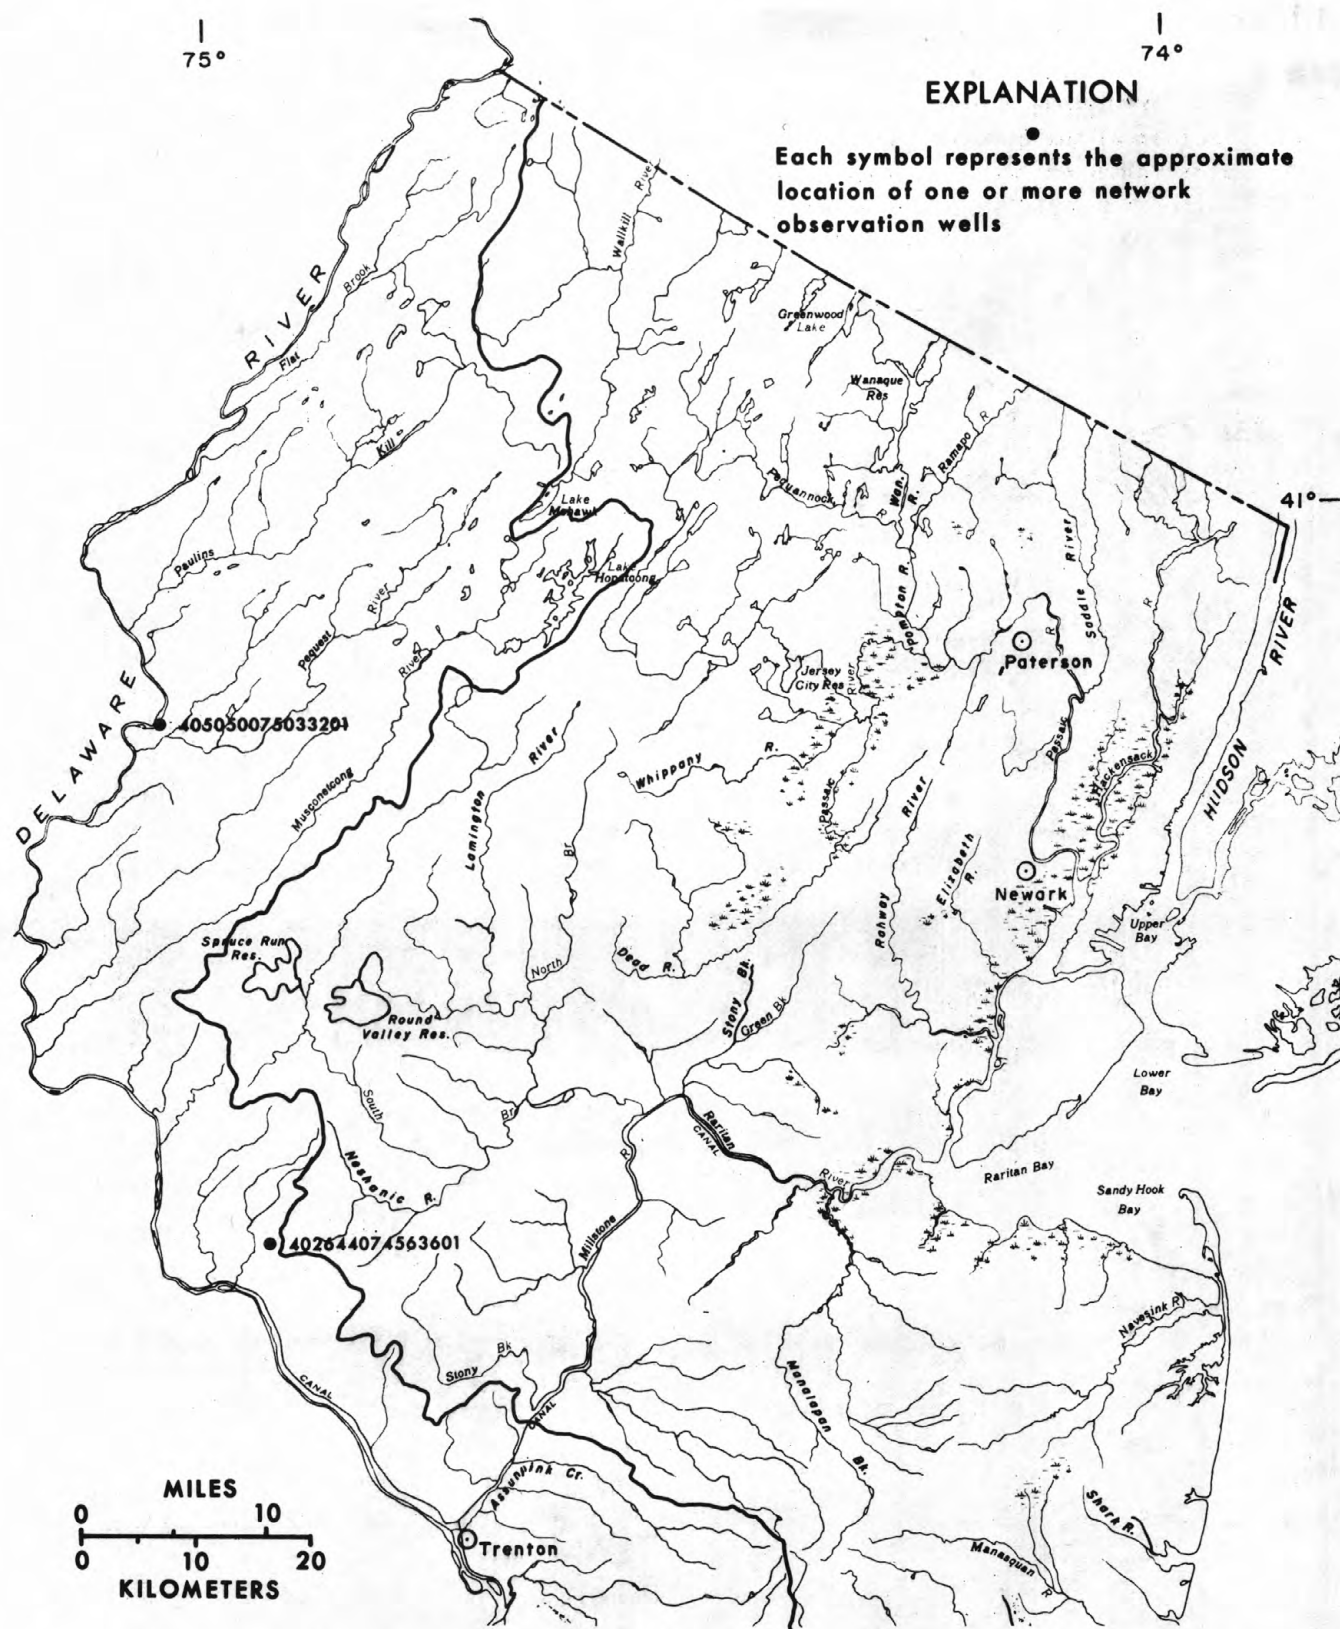 75°
74°
EXPLANATION
Each symbol represents the approximate
location of one or more network
observation wells
DELAWARE RIVER
Flat Brook
Wallkill River
Greenwood
Lake
Wanaque
Res
Ramapo R
Pequannock R
Wan. R.
41°
Kill
Lake
Mohawk
Paulins
Lake
Hopatcong
Pequest River
River
Pompton R.
Saddle River
R
R
Paterson
Jersey
City Res
River
405050075033201
Musconetcong
Lamington River
Whippany R.
Passaic
Passaic
Hackensack
HUDSON RIVER
River
Rahway
Elizabeth
R.
Newark
Upper
Bay
Br
North
Dead R.
Stony Bk.
Green Bk
Spruce Run
Res.
Round
Valley Res.
Lower
Bay
South
Br
Raritan
CANAL
River
Raritan Bay
Sandy Hook
Bay
Neshanic R.
R
Millstone
402644074563601
Navesink R
Stony Bk
CANAL
CANAL
Manalapan Bk.
Assunpink Cr.
Shark R.
Manasquan R
Trenton
MILES
0 10
0 10 20
KILOMETERS